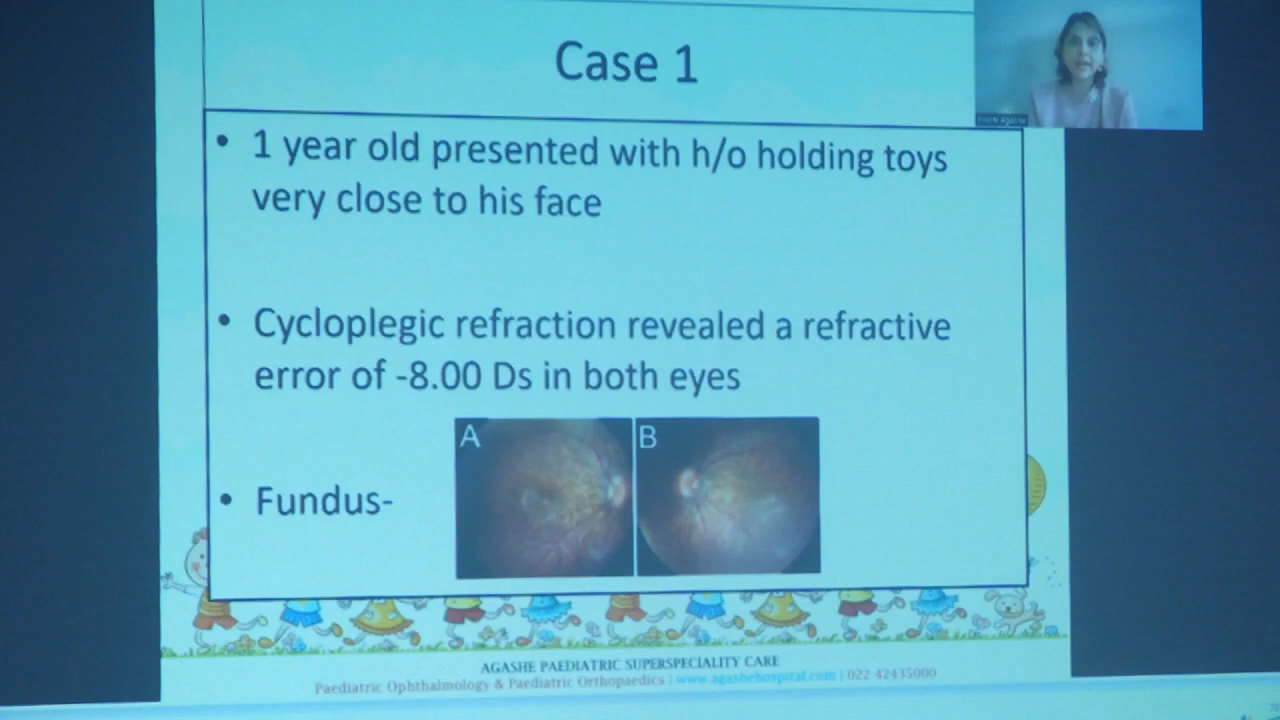 Case 1
• 1 year old presented with h/o holding toys
very close to his face
• Cycloplegic refraction revealed a refractive
error of -8.00 Ds in both eyes
A B
• Fundus-
AGASHE PAEDIATRIC SUPERSPECIALITY CARE
Paediatric Ophthalmology & Paediatric Orthopaedics | www.agashehospital.com | 022 42435000